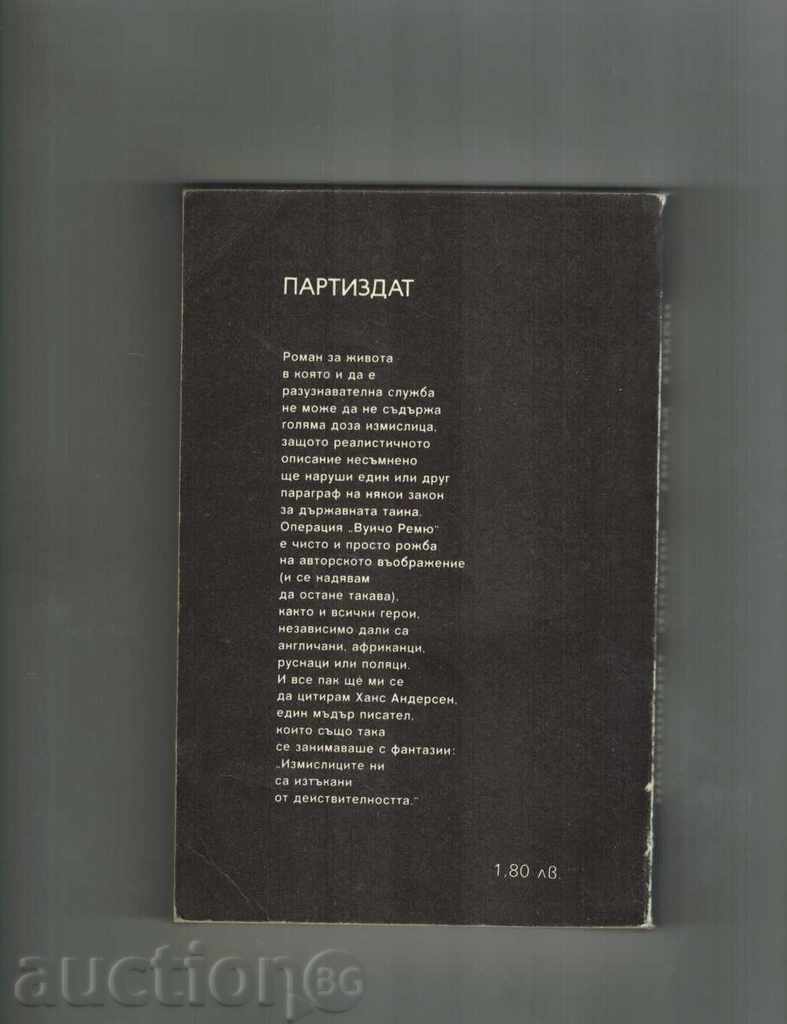 ПАРТИЗДАТ
Роман за живота
в която и да е
разузнавателна служба
не може да не съдържа
голяма доза измислица,
защото реалистичното
описание несъмнено
ще наруши един или друг
параграф на някои закон
за държавната таина.
Операция „Вуичо Ремю"
е чисто и просто рожба
на авторското въображение
(и се надявам
да остане такава),
както и всички герои,
независимо дали са
англичани, африканци,
руснаци или поляци.
И все пак ще ми се
да цитирам Ханс Андерсен,
един мъдър писател,
които също така
се занимаваше с фантазии:
„Измислиците ни
са изтъкани
от деиствителността."
1,80 лв.
auctionBG